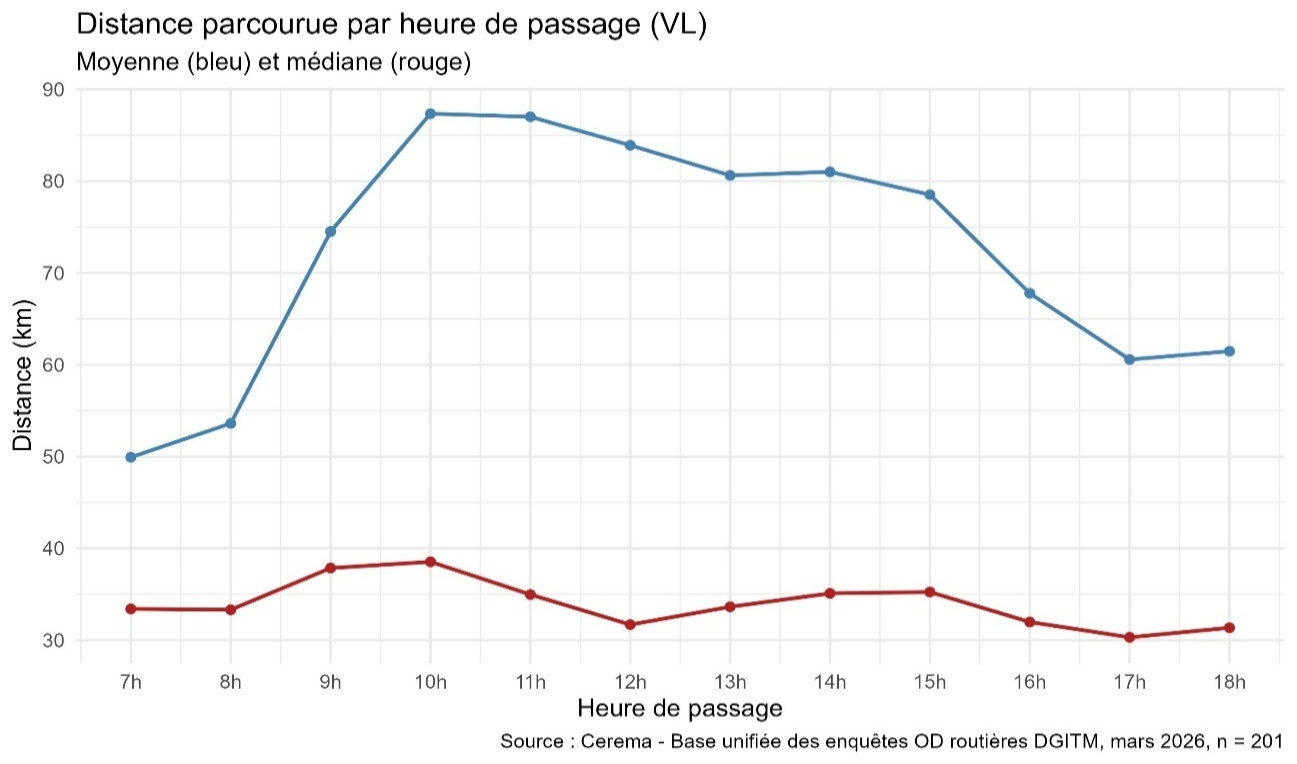 Distance parcourue par heure de passage (VL)
Moyenne (bleu) et médiane (rouge)
90
80
70
60
50
40
30
Distance (km)
7h 8h 9h 10h 11h 12h 13h 14h 15h 16h 17h 18h
Heure de passage
Source : Cerema - Base unifiée des enquêtes OD routières DGITM, mars 2026, n = 201